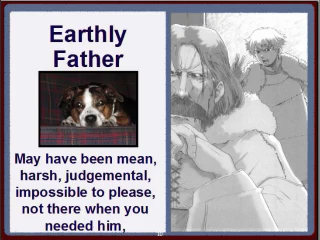 Earthly
Father
May have been mean,
harsh, judgemental,
impossible to please,
not there when you
needed him,